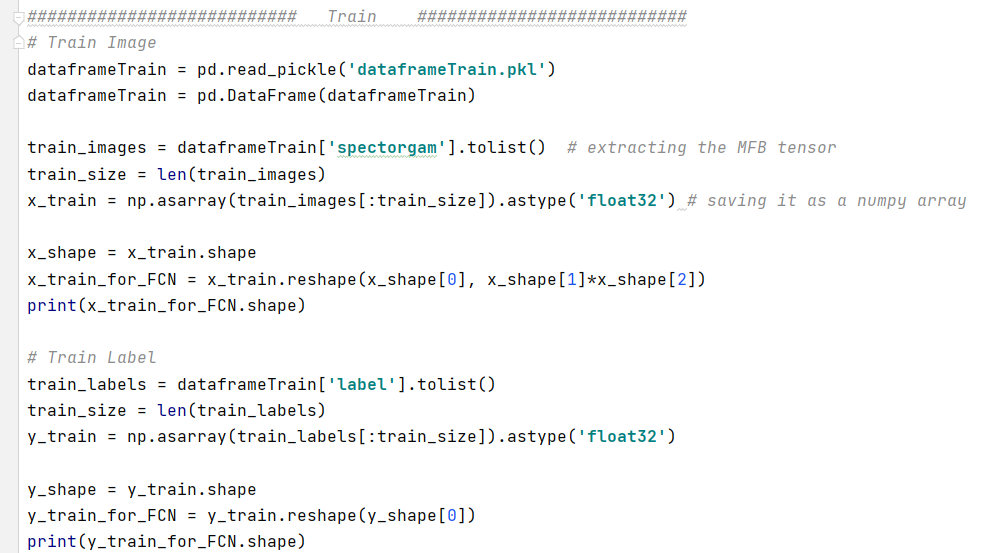 ###########################   Train    ###########################
# Train Image
dataframeTrain = pd.read_pickle('dataframeTrain.pkl')
dataframeTrain = pd.DataFrame(dataframeTrain)
train_images = dataframeTrain['spectorgam'].tolist()  # extracting the MFB tensor
train_size = len(train_images)
x_train = np.asarray(train_images[:train_size]).astype('float32') # saving it as a numpy array
x_shape = x_train.shape
x_train_for_FCN = x_train.reshape(x_shape[0], x_shape[1]*x_shape[2])
print(x_train_for_FCN.shape)
# Train Label
train_labels = dataframeTrain['label'].tolist()
train_size = len(train_labels)
y_train = np.asarray(train_labels[:train_size]).astype('float32')
y_shape = y_train.shape
y_train_for_FCN = y_train.reshape(y_shape[0])
print(y_train_for_FCN.shape)